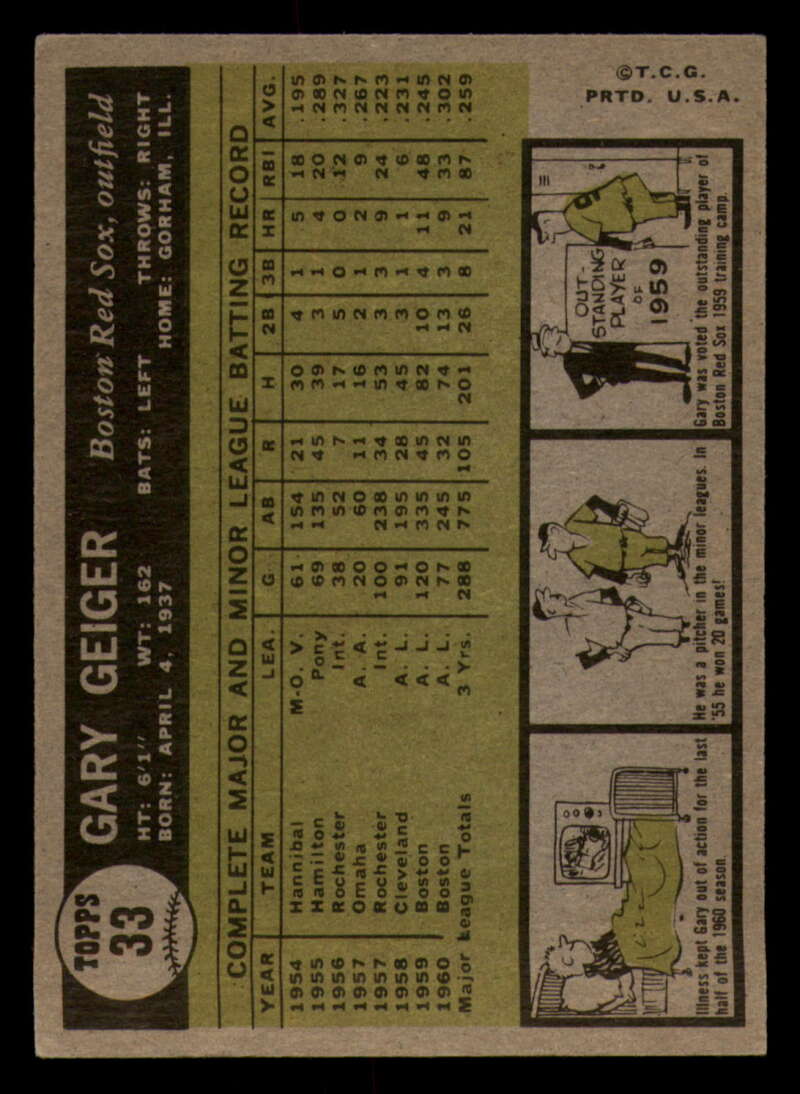 TOPPS
33
GARY GEIGER Boston Red Sox, outfield
HT: 6'1" WT: 162 BATS: LEFT THROWS: RIGHT
BORN: APRIL 4, 1937 HOME: GORHAM, ILL.
COMPLETE MAJOR AND MINOR LEAGUE BATTING RECORD
YEAR TEAM LEA. G AB R H 2B 3B HR RBI AVG.
1954 Hannibal M-O. V. 61 154 21 30 4 1 5 18 .195
1955 Hamilton Pony 69 135 45 39 3 1 4 20 .289
1956 Rochester Int. 38 52 7 17 5 0 0 12 .327
1957 Omaha A. A. 20 60 11 16 2 1 2 9 .267
1957 Rochester Int. 100 238 34 53 3 3 9 24 .223
1958 Cleveland A. L. 91 195 28 45 3 1 1 6 .231
1959 Boston A. L. 120 335 45 82 10 4 11 48 .245
1960 Boston A. L. 77 245 32 74 13 3 9 33 .302
Major League Totals 3 Yrs. 288 775 105 201 26 8 21 87 .259
Illness kept Gary out of action for the last
half of the 1960 season.
He was a pitcher in the minor leagues. In
'55 he won 20 games!
OUT-
STANDING
PLAYER
OF
1959
Gary was voted the outstanding player of
Boston Red Sox 1959 training camp.
©T.C.G.
PRTD. U.S.A.